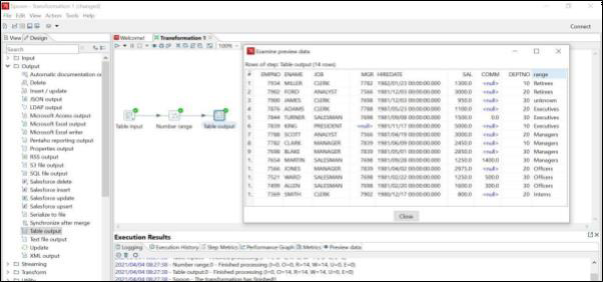 Spoon - Transformation 1 (changed)
File Edit View Action Tools Help
Connect
View Design
Welcome! Transformation 1
Search
100%
Input
Output
Automatic documentation o
Delete
Insert / update
JSON output
LDAP output
Microsoft Access output
Microsoft Excel output
Microsoft Excel writer
Pentaho reporting output
Properties output
RSS output
S3 file output
SQL file output
Salesforce delete
Salesforce insert
Salesforce update
Salesforce upsert
Serialize to file
Synchronize after merge
Table output
Text file output
Update
XML output
Streaming
Transform
Utility
Table input Number range Table output
Examine preview data
Rows of step: Table output (14 rows)
# EMPNO ENAME JOB MGR HIREDATE SAL COMM DEPTNO range
1 7934 MILLER CLERK 7782 1982/01/23 00:00:00.000 1300.0 <null> 10 Retirees
2 7902 FORD ANALYST 7566 1981/12/03 00:00:00.000 3000.0 <null> 20 Retirees
3 7900 JAMES CLERK 7698 1981/12/03 00:00:00.000 950.0 <null> 30 unknown
4 7876 ADAMS CLERK 7788 00:00:00.000 1100.0 <null> 20 Executives
5 7844 TURNER SALESMAN 7698 1981/09/08 00:00:00.000 1500.0 0.0 30 Executives
6 7839 KING PRESIDENT <null> 1981/11/17 00:00:00.000 <null> 10 Executives
7 7788 SCOTT ANALYST 7566 00:00:00.000 3000.0 <null> 20 Managers
8 7782 CLARK MANAGER 7839 1981/06/09 00:00:00.000 2450.0 <null> 10 Managers
9 7698 BLAKE MANAGER 7839 1981/05/01 00:00:00.000 2850.0 <null> 30 Managers
1. 7654 MARTIN SALESMAN 7698 1981/09/28 00:00:00.000 1250.0 1400.0 30 Managers
1. 7566 JONES MANAGER 7839 1981/04/02 00:00:00.000 2975.0 <null> 20 Officers
1. 7521 WARD SALESMAN 7698 1981/02/22 00:00:00.000 1250.0 500.0 30 Officers
1. 7499 ALLEN SALESMAN 7698 1981/02/20 00:00:00.000 1600.0 300.0 30 Officers
1. 7369 SMITH CLERK 7902 1980/12/17 00:00:00.000 800.0 <null> 20 Interns
Close
Execution Results
Logging Execution History Step Metrics Performance Graph Metrics Preview data
2021/04/04 08:27:38 - Number range.0 - Finished processing (I=0, O=0, R=14, W=14, U=0, E=0)
2021/04/04 08:27:38 - Table output.0 - Finished processing (I=0, O=14, R=14, W=14, U=0, E=0)
2021/04/04 08:27:38 - Spoon - The transformation has finished!!